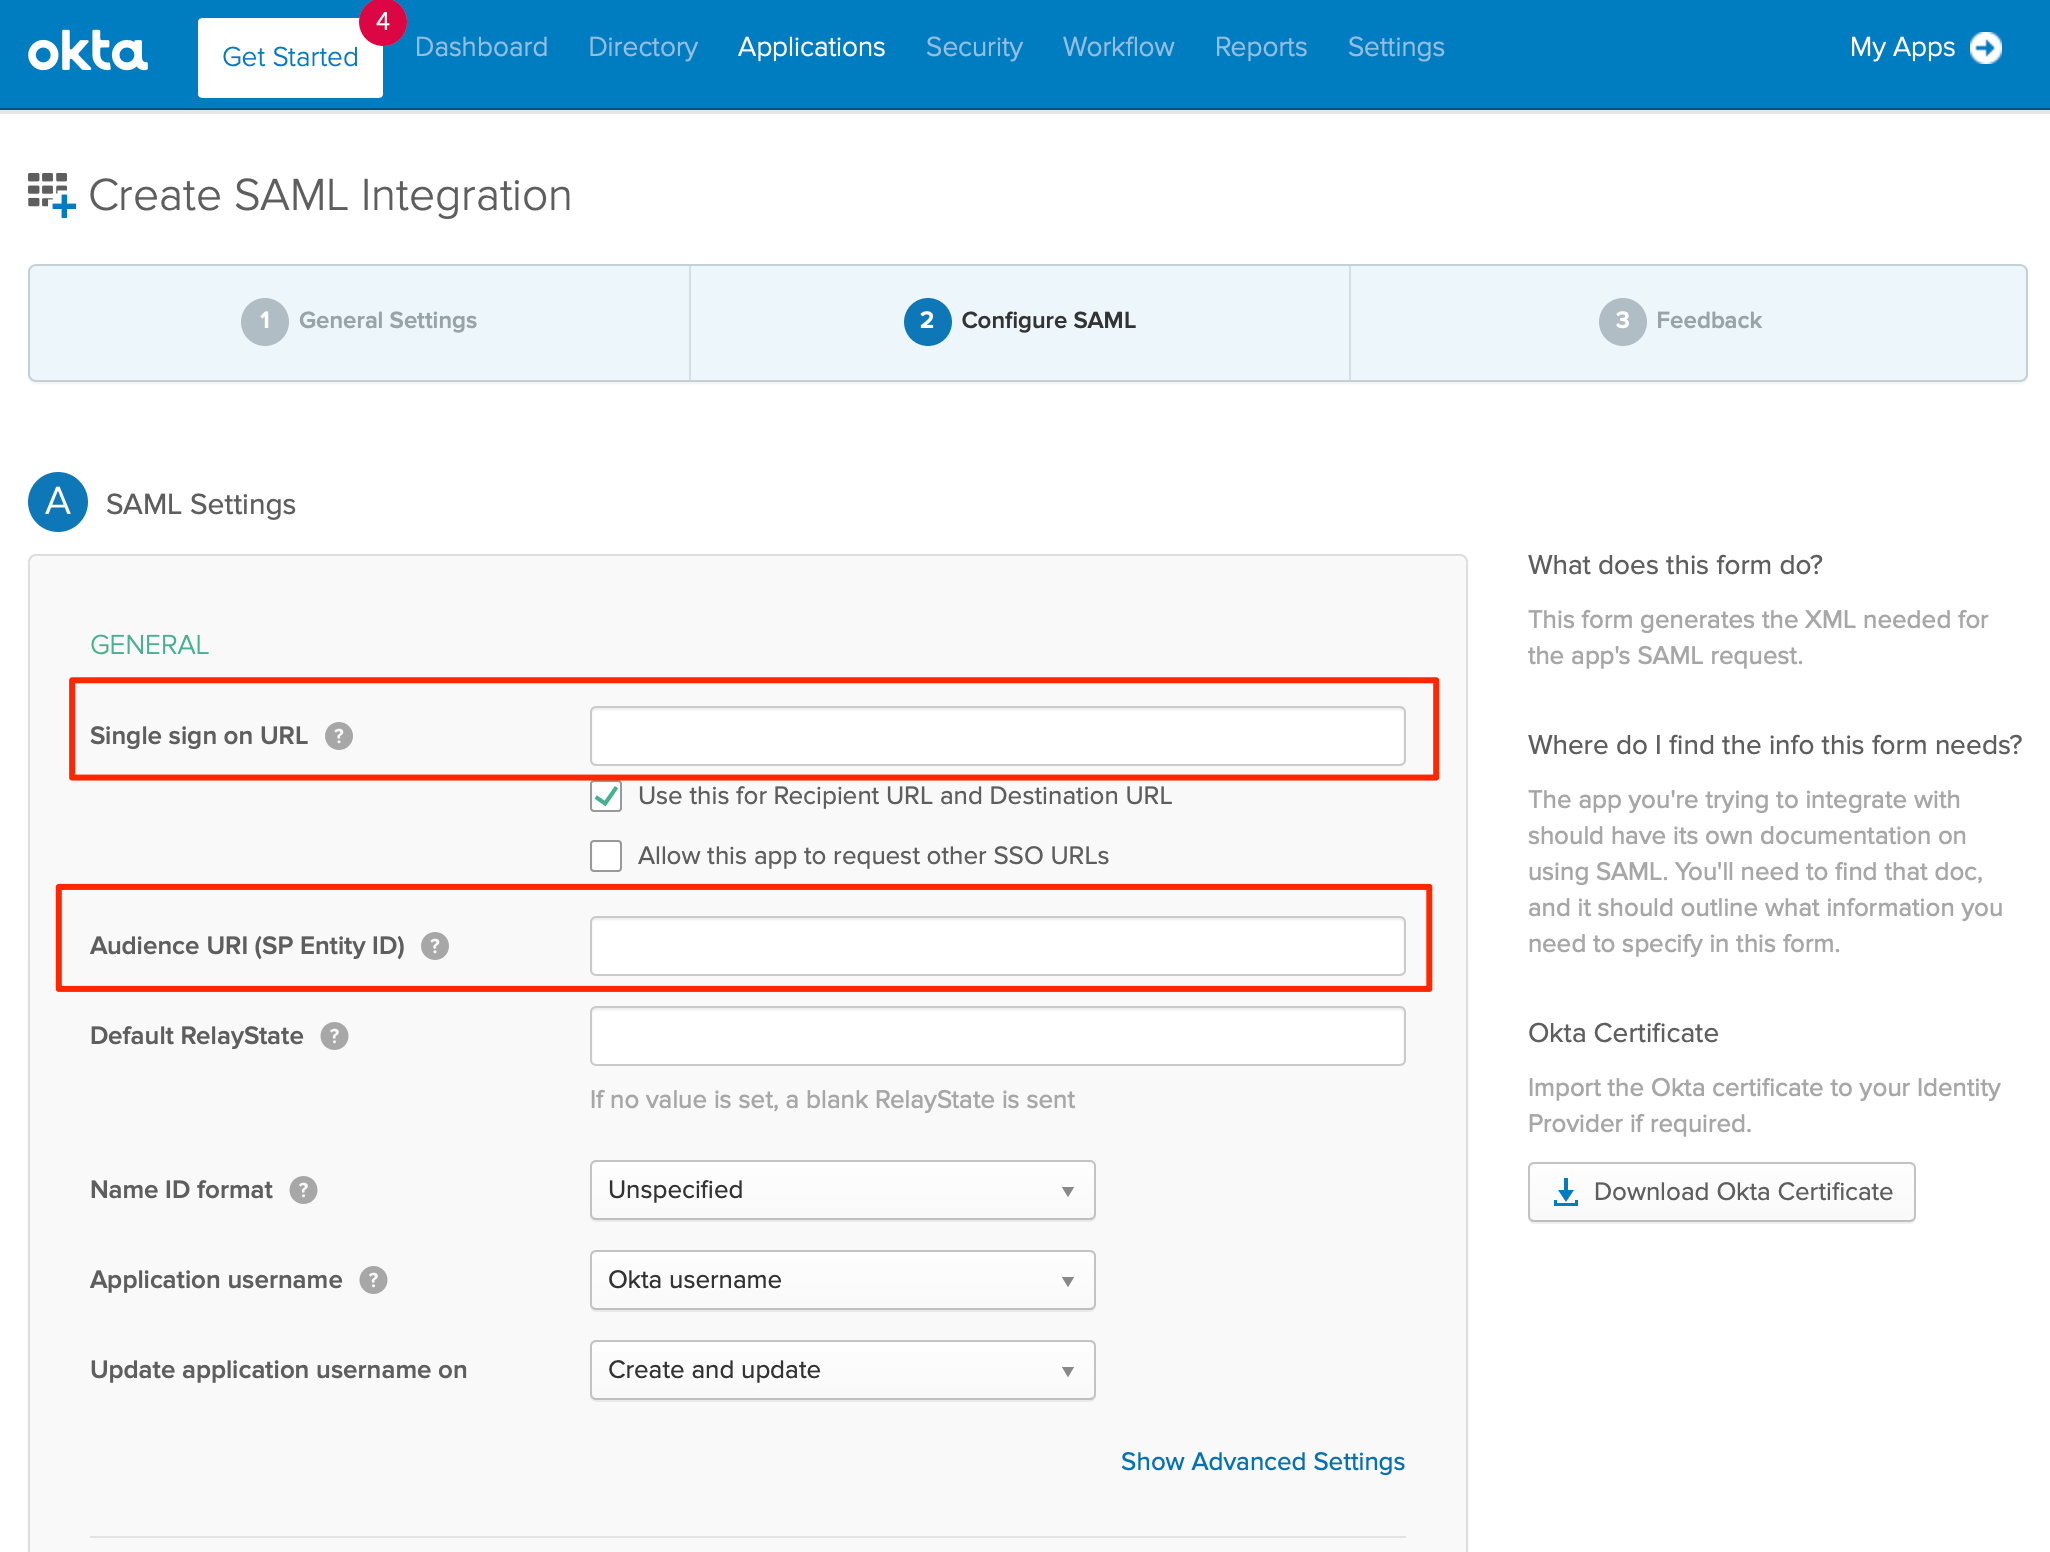 okta
Get Started
4
Dashboard
Directory
Applications
Security
Workflow
Reports
Settings
My Apps
Create SAML Integration
1 General Settings
2 Configure SAML
3 Feedback
A SAML Settings
GENERAL
Single sign on URL ?
Use this for Recipient URL and Destination URL
Allow this app to request other SSO URLs
Audience URI (SP Entity ID) ?
Default RelayState ?
If no value is set, a blank RelayState is sent
Name ID format ? Unspecified
Application username ? Okta username
Update application username on Create and update
Show Advanced Settings
What does this form do?
This form generates the XML needed for
the app's SAML request.
Where do I find the info this form needs?
The app you're trying to integrate with
should have its own documentation on
using SAML. You'll need to find that doc,
and it should outline what information you
need to specify in this form.
Okta Certificate
Import the Okta certificate to your Identity
Provider if required.
Download Okta Certificate